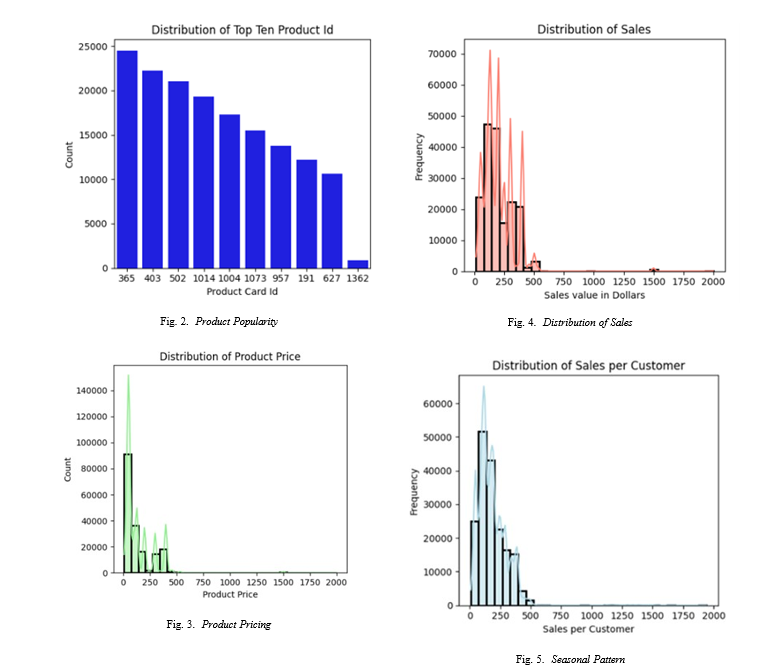 Distribution of Top Ten Product Id
25000
20000
15000
10000
5000
0
Count
365 403 502 1014 1004 1073 957 191 627 1362
Product Card Id
Fig. 2. Product Popularity
Distribution of Sales
70000
60000
50000
40000
30000
20000
10000
0
Frequency
0 250 500 750 1000 1250 1500 1750 2000
Sales value in Dollars
Fig. 4. Distribution of Sales
Distribution of Product Price
140000
120000
100000
80000
60000
40000
20000
0
Count
0 250 500 750 1000 1250 1500 1750 2000
Product Price
Fig. 3. Product Pricing
Distribution of Sales per Customer
60000
50000
40000
30000
20000
10000
0
Frequency
0 250 500 750 1000 1250 1500 1750 2000
Sales per Customer
Fig. 5. Seasonal Pattern